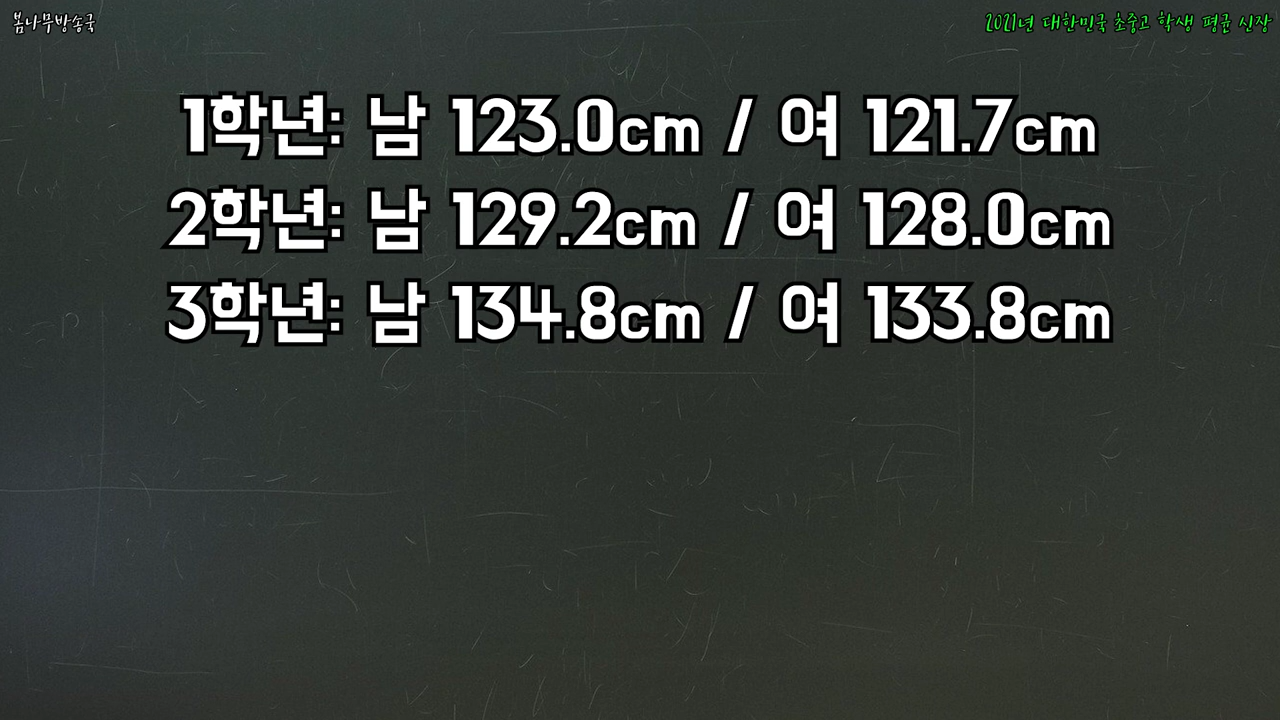 봄나무방송국
2021년 대한민국 초중고 학생 평균 신장
1학년: 남 123.0cm / 여 121.7cm
2학년: 남 129.2cm / 여 128.0cm
3학년: 남 134.8cm / 여 133.8cm